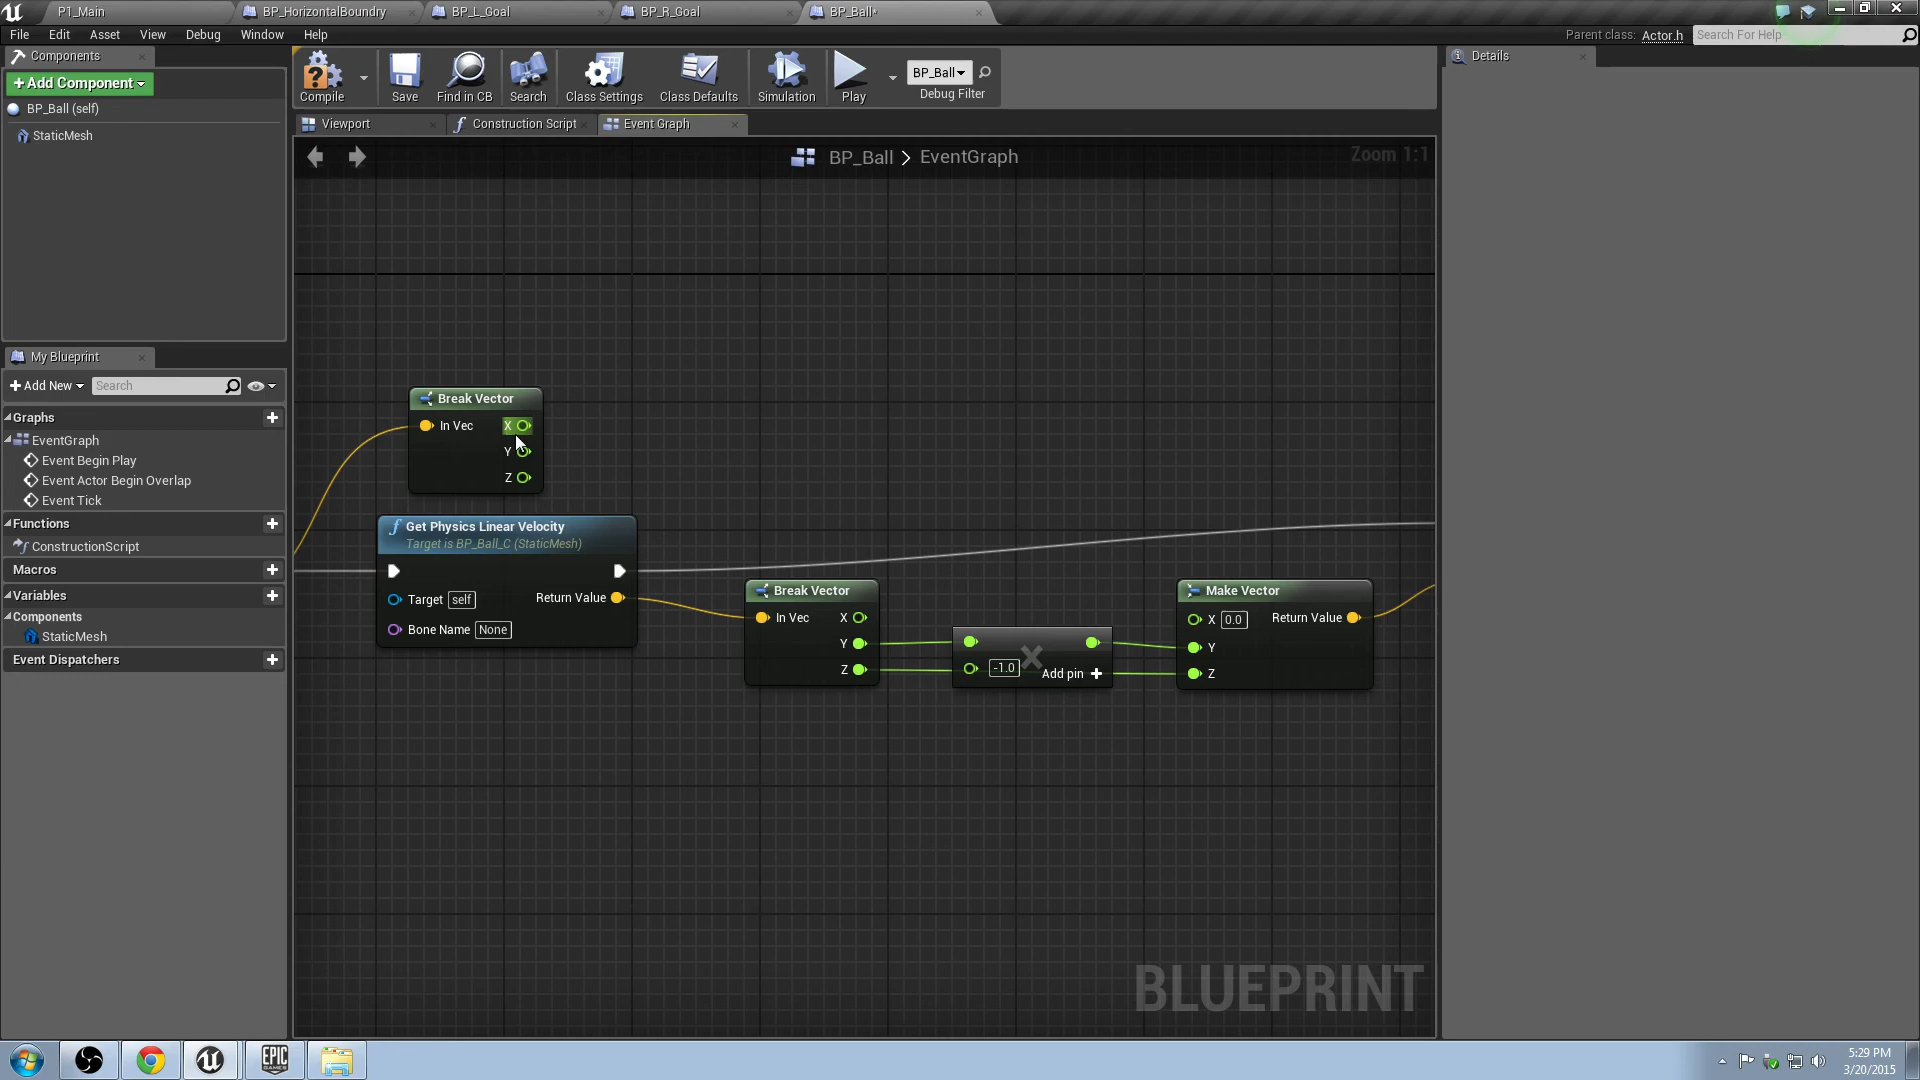 P1_Main
BP_HorizontalBoundry
BP_L_Goal
BP_R_Goal
BP_Ball*
File Edit Asset View Debug Window Help
Parent class: Actor.h
Search For Help
Components
+Add Component
BP_Ball (self)
StaticMesh
Compile
Save
Find in CB
Search
Class Settings
Class Defaults
Simulation
Play
BP_Ball
Debug Filter
Details
Viewport
Construction Script
Event Graph
BP_Ball > EventGraph
Zoom 1:1
My Blueprint
+Add New
Search
Graphs
EventGraph
Event Begin Play
Event Actor Begin Overlap
Event Tick
Functions
ConstructionScript
Macros
Variables
Components
StaticMesh
Event Dispatchers
Break Vector
In Vec X
Y
Z
Get Physics Linear Velocity
Target is BP_Ball_C (StaticMesh)
Target self
Return Value
Bone Name None
Break Vector
In Vec X
Y
Z
-1.0
Add pin +
Make Vector
X 0.0 Return Value
Y
Z
BLUEPRINT
EPIC
GAMES
5:29 PM
3/20/2015